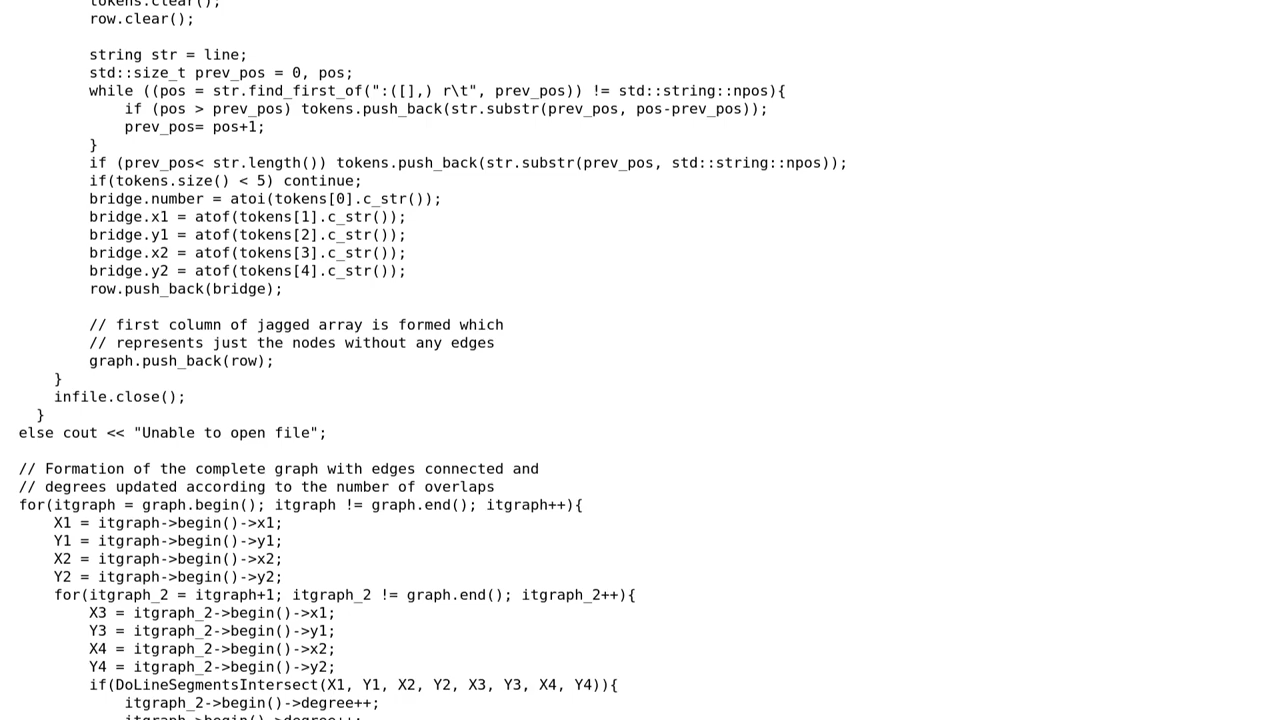 tokens.clear();
row.clear();
string str = line;
std::size_t prev_pos = 0, pos;
while ((pos = str.find_first_of(":([],) r\t", prev_pos)) != std::string::npos){
if (pos > prev_pos) tokens.push_back(str.substr(prev_pos, pos-prev_pos));
prev_pos= pos+1;
}
if (prev_pos< str.length()) tokens.push_back(str.substr(prev_pos, std::string::npos));
if(tokens.size() < 5) continue;
bridge.number = atoi(tokens[0].c_str());
bridge.x1 = atof(tokens[1].c_str());
bridge.y1 = atof(tokens[2].c_str());
bridge.x2 = atof(tokens[3].c_str());
bridge.y2 = atof(tokens[4].c_str());
row.push_back(bridge);
// first column of jagged array is formed which
// represents just the nodes without any edges
graph.push_back(row);
}
infile.close();
}
else cout << "Unable to open file";
// Formation of the complete graph with edges connected and
// degrees updated according to the number of overlaps
for(itgraph = graph.begin(); itgraph != graph.end(); itgraph++){
X1 = itgraph->begin()->x1;
Y1 = itgraph->begin()->y1;
X2 = itgraph->begin()->x2;
Y2 = itgraph->begin()->y2;
for(itgraph_2 = itgraph+1; itgraph_2 != graph.end(); itgraph_2++){
X3 = itgraph_2->begin()->x1;
Y3 = itgraph_2->begin()->y1;
X4 = itgraph_2->begin()->x2;
Y4 = itgraph_2->begin()->y2;
if(DoLineSegmentsIntersect(X1, Y1, X2, Y2, X3, Y3, X4, Y4)){
itgraph_2->begin()->degree++;
itgraph->begin()->degree++;